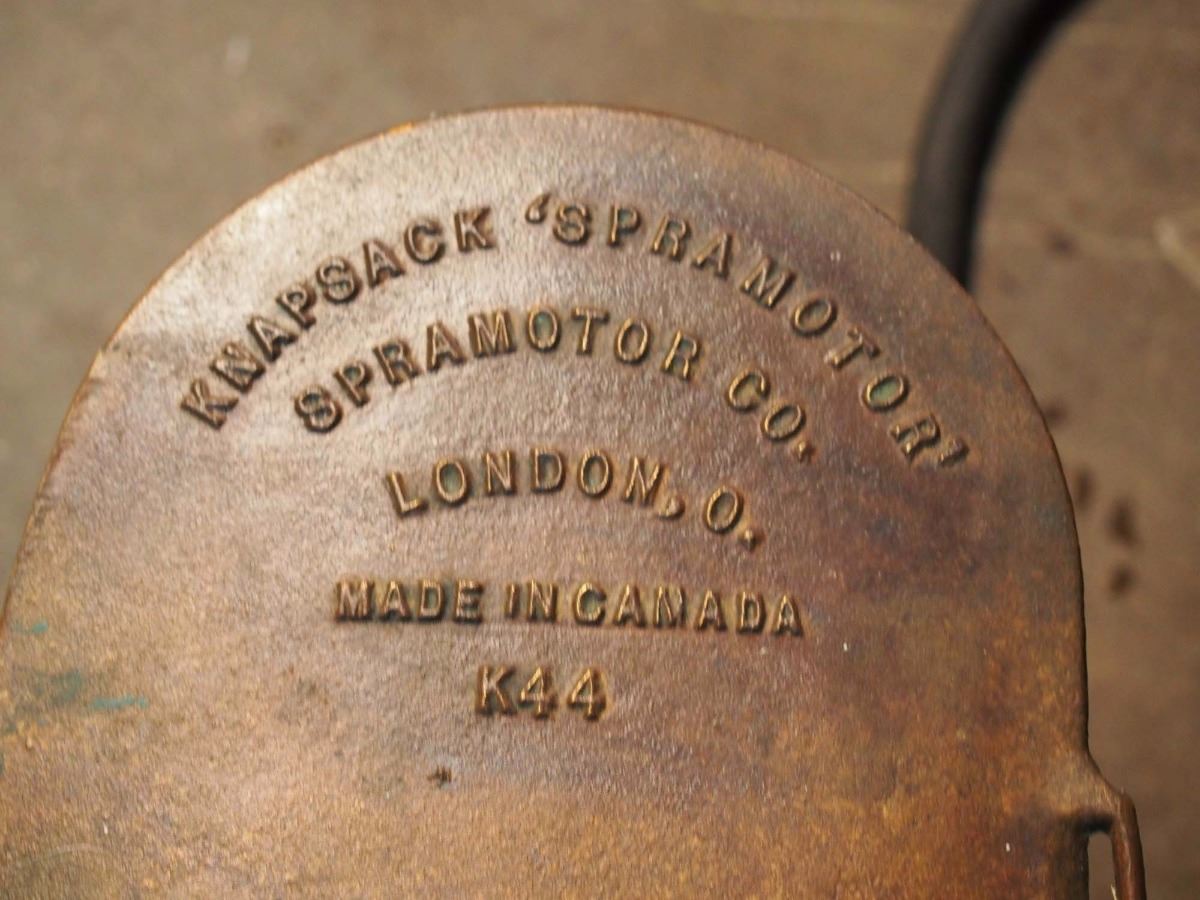 KNAPSACK ‘SPRAMOTOR’
SPRAMOTOR CO.
LONDON, O.
MADE IN CANADA
K44